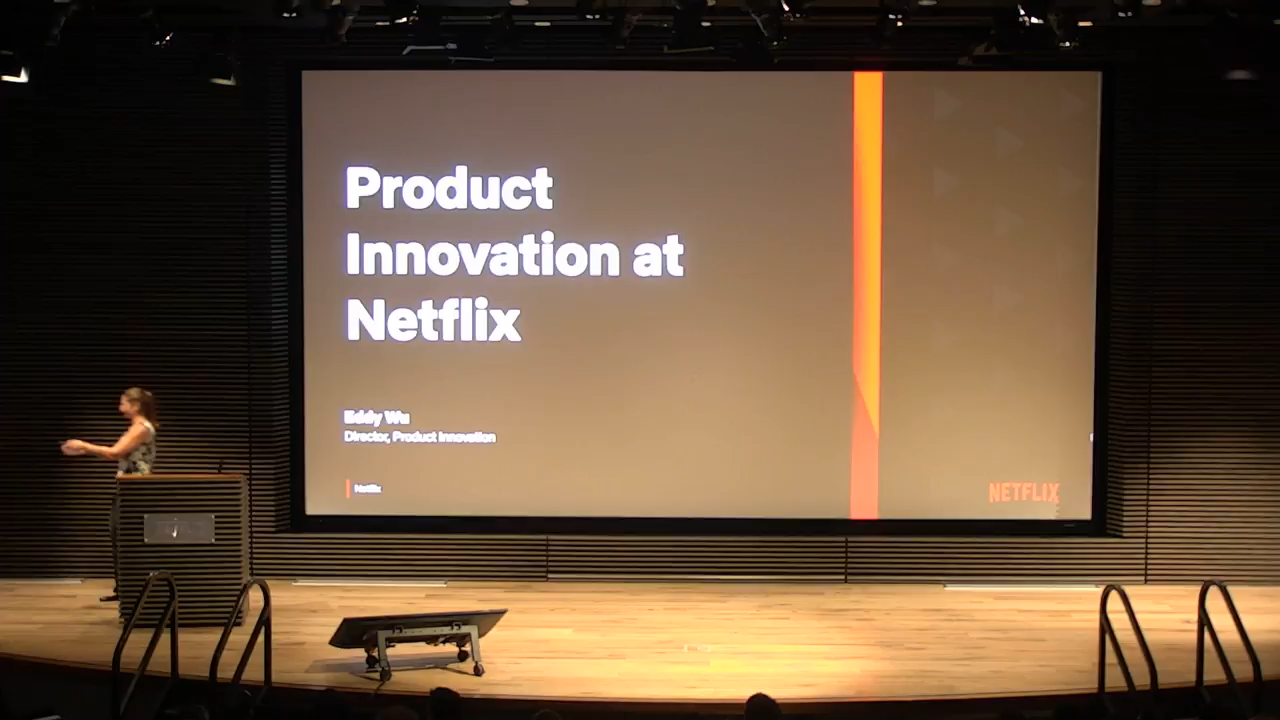 Product
Innovation at
Netflix
Eddy Wu
Director, Product Innovation
Netflix
NETFLIX